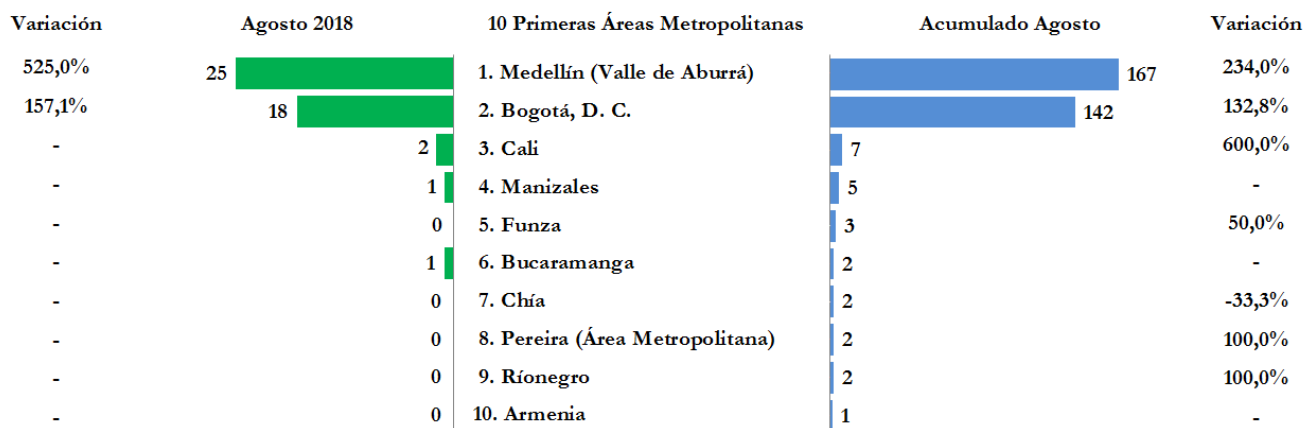 Variación Agosto 2018 10 Primeras Áreas Metropolitanas Acumulado Agosto Variación
525,0% 25 1. Medellín (Valle de Aburrá) 167 234,0%
157,1% 18 2. Bogotá, D. C. 142 132,8%
- 2 3. Cali 7 600,0%
- 1 4. Manizales 5 -
- 0 5. Funza 3 50,0%
- 1 6. Bucaramanga 2 -
- 0 7. Chía 2 -33,3%
- 0 8. Pereira (Área Metropolitana) 2 100,0%
- 0 9. Ríonegro 2 100,0%
- 0 10. Armenia 1 -